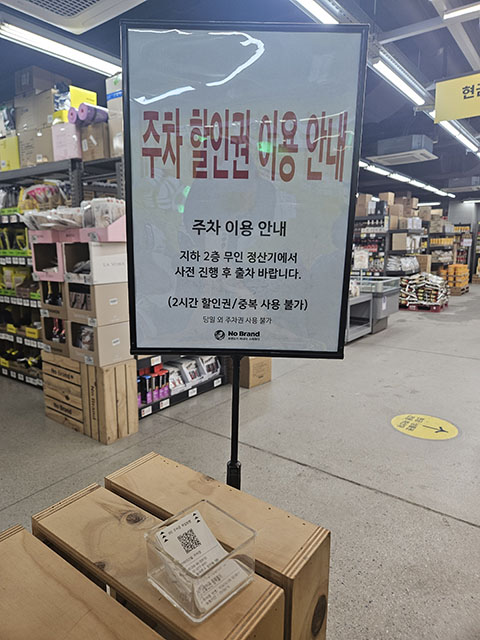 주차 할인권 이용 안내
주차 이용 안내
지하 2층 무인 정산기에서
사전 진행 후 출차 바랍니다.
(2시간 할인권/중복 사용 불가)
당일 외 주차권 사용 불가
No Brand
현금